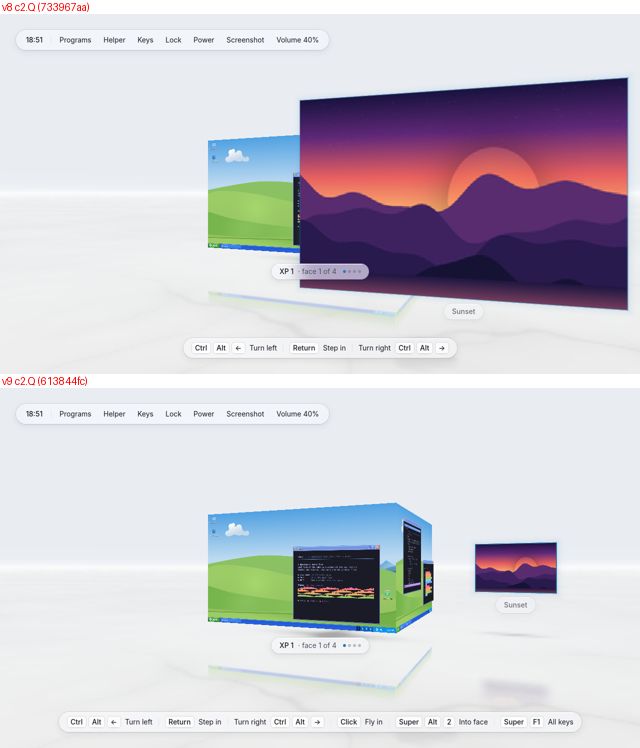 v8 c2.Q (733967aa)
18:51 Programs Helper Keys Lock Power Screenshot Volume 40%
XP 1 · face 1 of 4
Sunset
Ctrl Alt ← Turn left Return Step in Turn right Ctrl Alt →
v9 c2.Q (613844fc)
18:51 Programs Helper Keys Lock Power Screenshot Volume 40%
Sunset
XP 1 · face 1 of 4
Ctrl Alt ← Turn left Return Step in Turn right Ctrl Alt → Click Fly in Super Alt 2 Into face Super F1 All keys